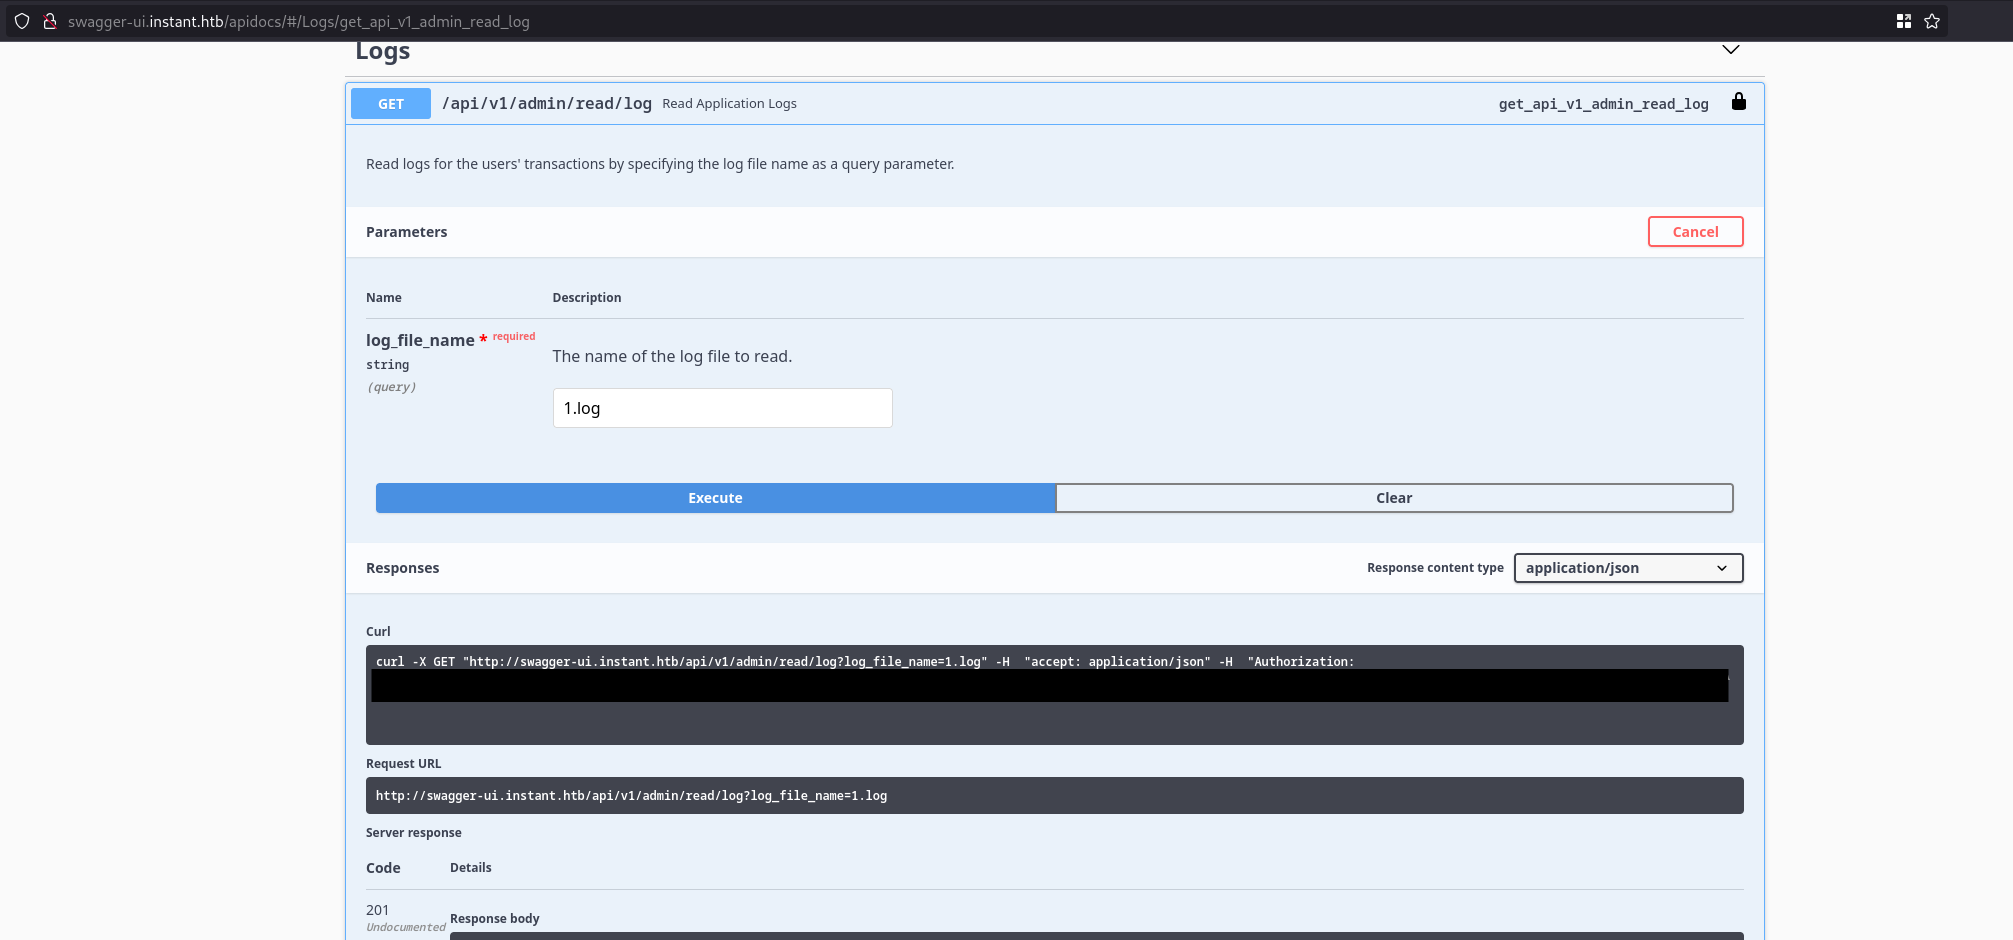 swagger-ui.instant.htb/apidocs/#/Logs/get_api_v1_admin_read_log
Logs
GET /api/v1/admin/read/log Read Application Logs get_api_v1_admin_read_log
Read logs for the users' transactions by specifying the log file name as a query parameter.
Parameters Cancel
Name Description
log_file_name * required
string
(query)
The name of the log file to read.
1.log
Execute Clear
Responses Response content type application/json
Curl
curl -X GET "http://swagger-ui.instant.htb/api/v1/admin/read/log?log_file_name=1.log" -H  "accept: application/json" -H  "Authorization:
Request URL
http://swagger-ui.instant.htb/api/v1/admin/read/log?log_file_name=1.log
Server response
Code Details
201
Undocumented
Response body